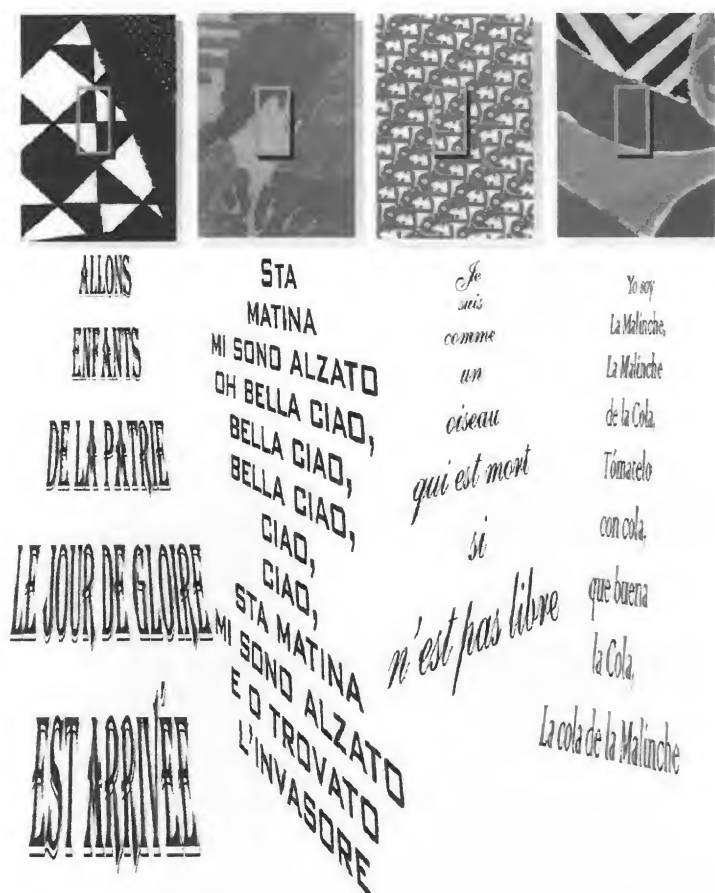 ALLONS
ENFANTS
DE LA PATRIE
LE JOUR DE GLOIRE
EST ARRIVÉE
STA
MATINA
MI SONO ALZATO
OH BELLA CIAO,
BELLA CIAO,
BELLA CIAO,
CIAO,
CIAO,
STA MATINA
MI SONO ALZATO
E O TROVATO
L'INVASORE
Je
suis
comme
un
oiseau
qui est mort
si
n'est pas libre
Yo soy
La Malinche,
La Malinche
de la Cola,
Tómatelo
con cola,
que buena
la Cola,
La cola de la Malinche